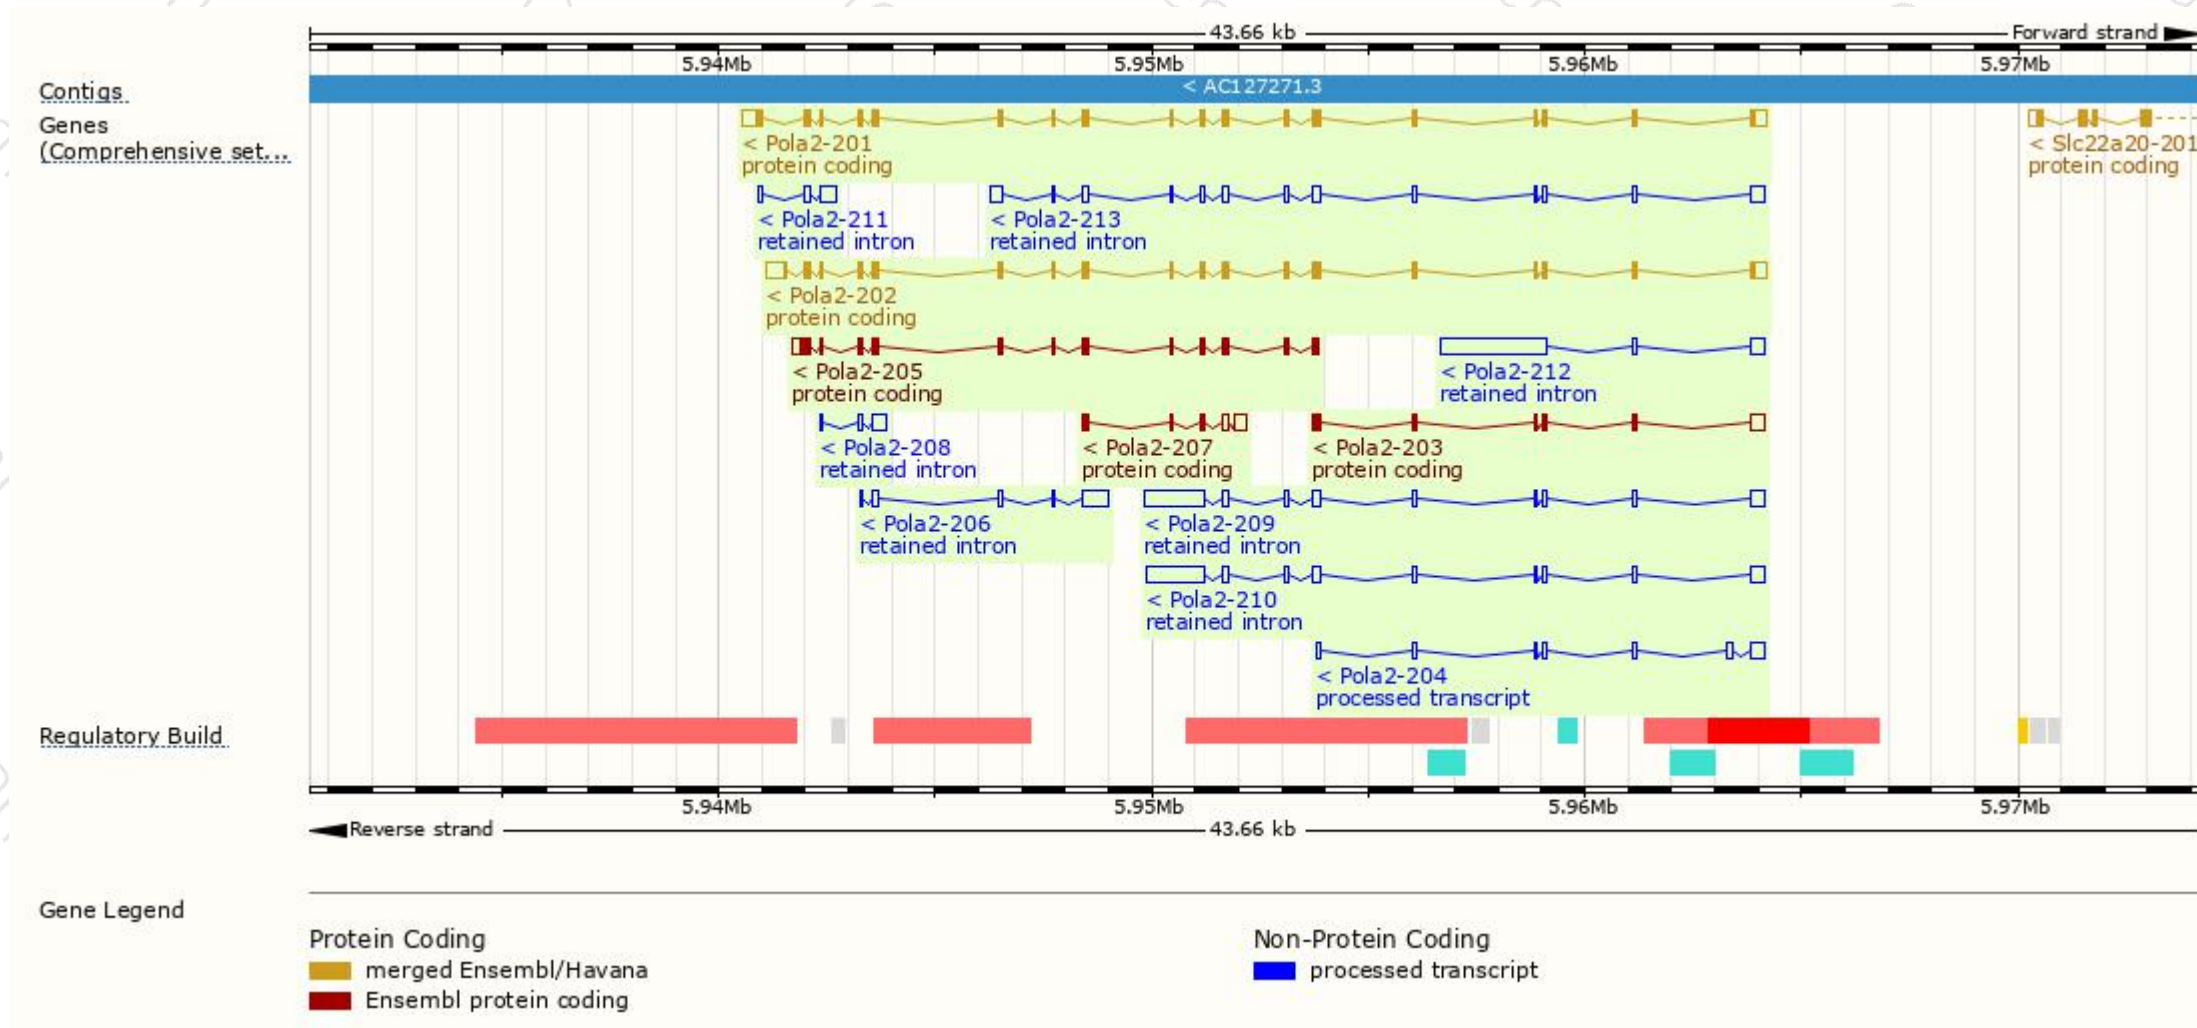 43.66 kb
Forward strand
5.94Mb 5.95Mb 5.96Mb 5.97Mb
Contigs
< AC127271.3
Genes
(Comprehensive set...
< Pola2-201
protein coding
< Slc22a20-201
protein coding
< Pola2-211
retained intron
< Pola2-213
retained intron
< Pola2-202
protein coding
< Pola2-205
protein coding
< Pola2-212
retained intron
< Pola2-208
retained intron
< Pola2-207
protein coding
< Pola2-203
protein coding
< Pola2-206
retained intron
< Pola2-209
retained intron
< Pola2-210
retained intron
< Pola2-204
processed transcript
Regulatory Build
5.94Mb 5.95Mb 5.96Mb 5.97Mb
Reverse strand
43.66 kb
Gene Legend
Protein Coding
merged Ensembl/Havana
Ensembl protein coding
Non-Protein Coding
processed transcript